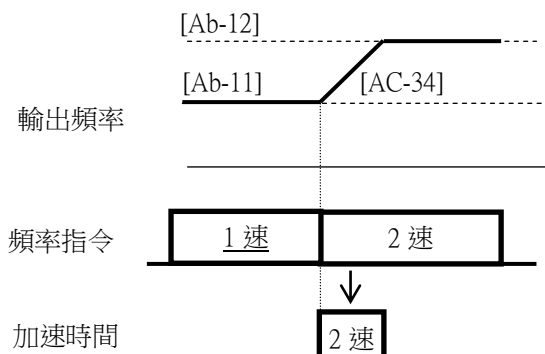 [Ab-12]
[Ab-11]
[AC-34]
輸出頻率
頻率指令
1 速
2 速
加速時間
2 速